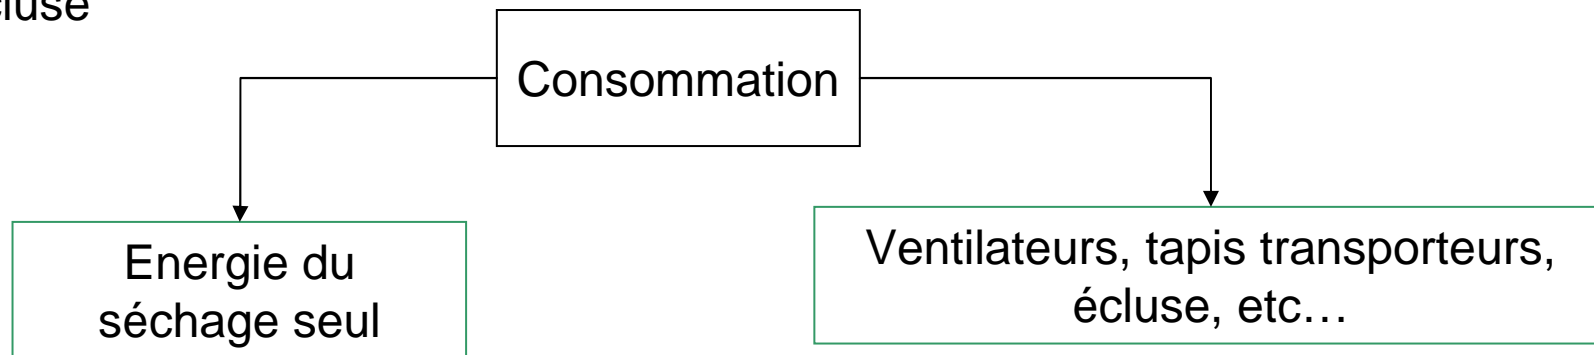 Consommation
Energie du
séchage seul
Ventilateurs, tapis transporteurs,
écluse, etc…